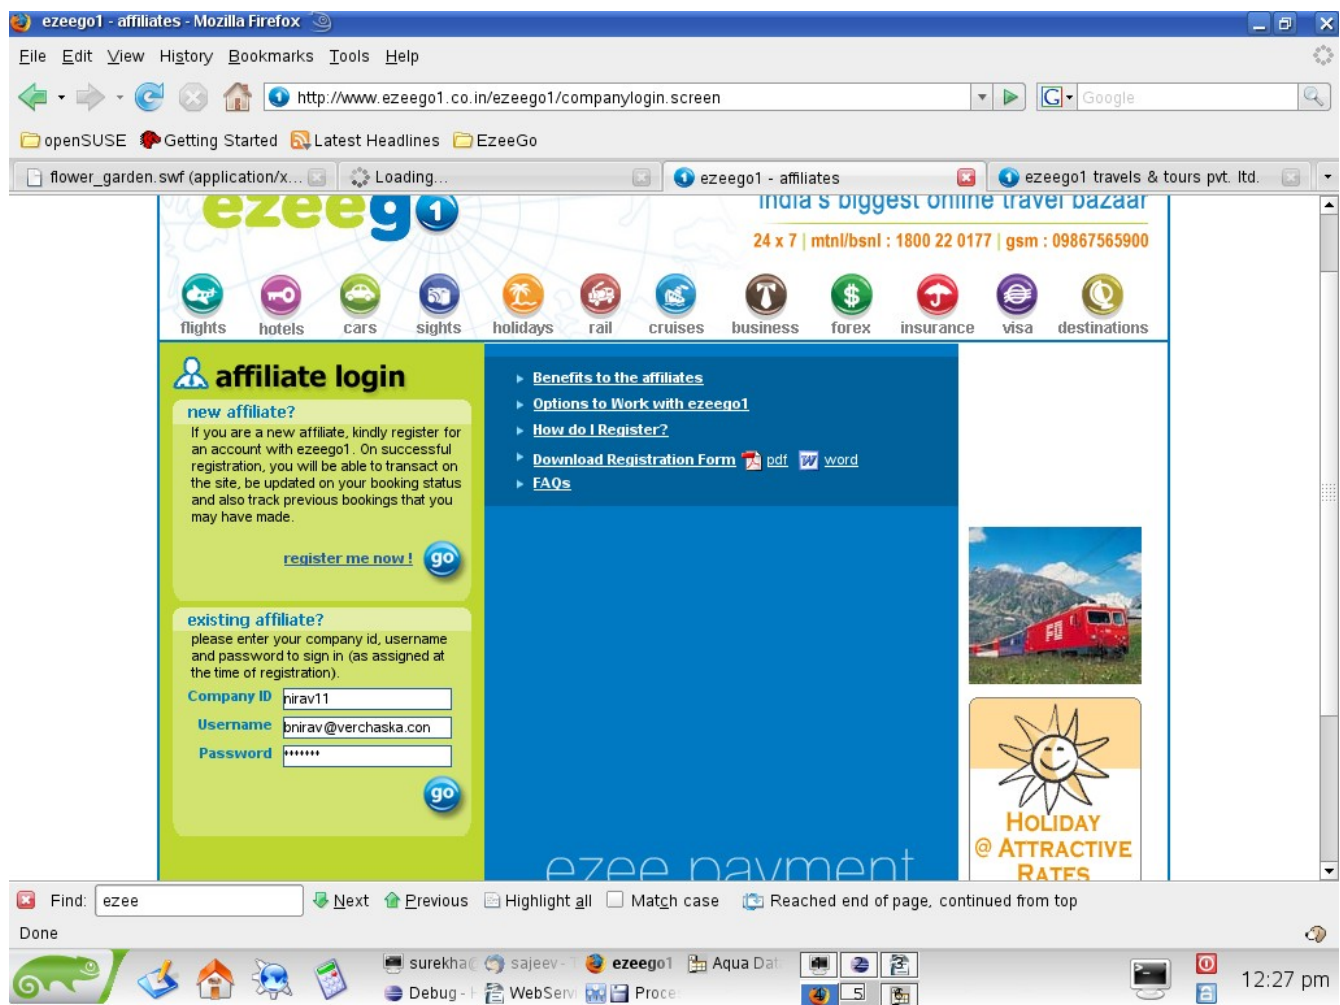 ezeego1 - affiliates - Mozilla Firefox
File Edit View History Bookmarks Tools Help
http://www.ezeego1.co.in/ezeego1/companylogin.screen
G Google
openSUSE Getting Started Latest Headlines EzeeGo
flower_garden.swf (application/x... Loading... ezeego1 - affiliates ezeego1 travels & tours pvt. ltd.
ezeego1 india's biggest online travel bazaar
24 x 7 | mtnl/bsnl : 1800 22 0177 | gsm : 09867565900
flights hotels cars sights holidays rail cruises business forex insurance visa destinations
affiliate login
new affiliate?
If you are a new affiliate, kindly register for
an account with ezeego1. On successful
registration, you will be able to transact on
the site, be updated on your booking status
and also track previous bookings that you
may have made.
register me now ! go
existing affiliate?
please enter your company id, username
and password to sign in (as assigned at
the time of registration).
Company ID nirav11
Username bnirav@verchaska.con
Password *******
go
Benefits to the affiliates
Options to Work with ezeego1
How do I Register?
Download Registration Form pdf W word
FAQs
ezee payment
HOLIDAY
@ ATTRACTIVE
RATES
Find: ezee Next Previous Highlight all Match case Reached end of page, continued from top
Done
surekha@ sajeev - T ezeego1 Aqua Dat
Debug - WebServi Proce
2 3 5
12:27 pm